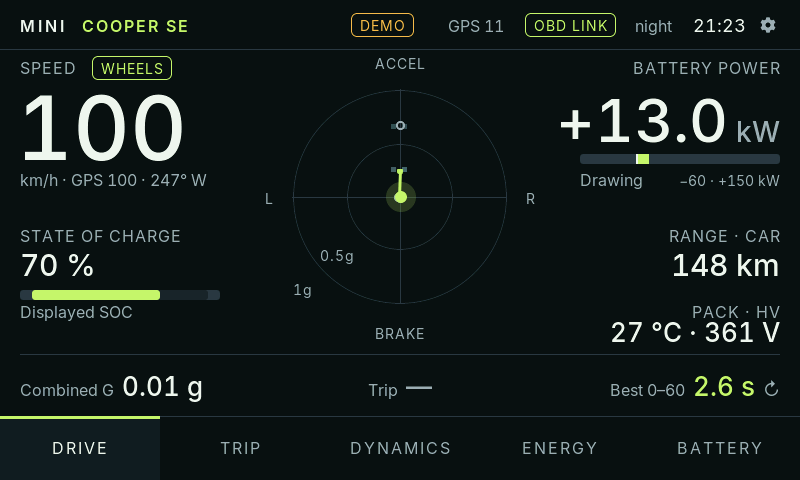 MINI COOPER SE DEMO GPS 11 OBD LINK night 21:23
SPEED WHEELS
100
km/h · GPS 100 · 247° W
STATE OF CHARGE
70 %
Displayed SOC
ACCEL
L
R
0.5g
1g
BRAKE
BATTERY POWER
+13.0 kW
Drawing −60 · +150 kW
RANGE · CAR
148 km
PACK · HV
27 °C · 361 V
Combined G 0.01 g
Trip —
Best 0–60 2.6 s
DRIVE TRIP DYNAMICS ENERGY BATTERY